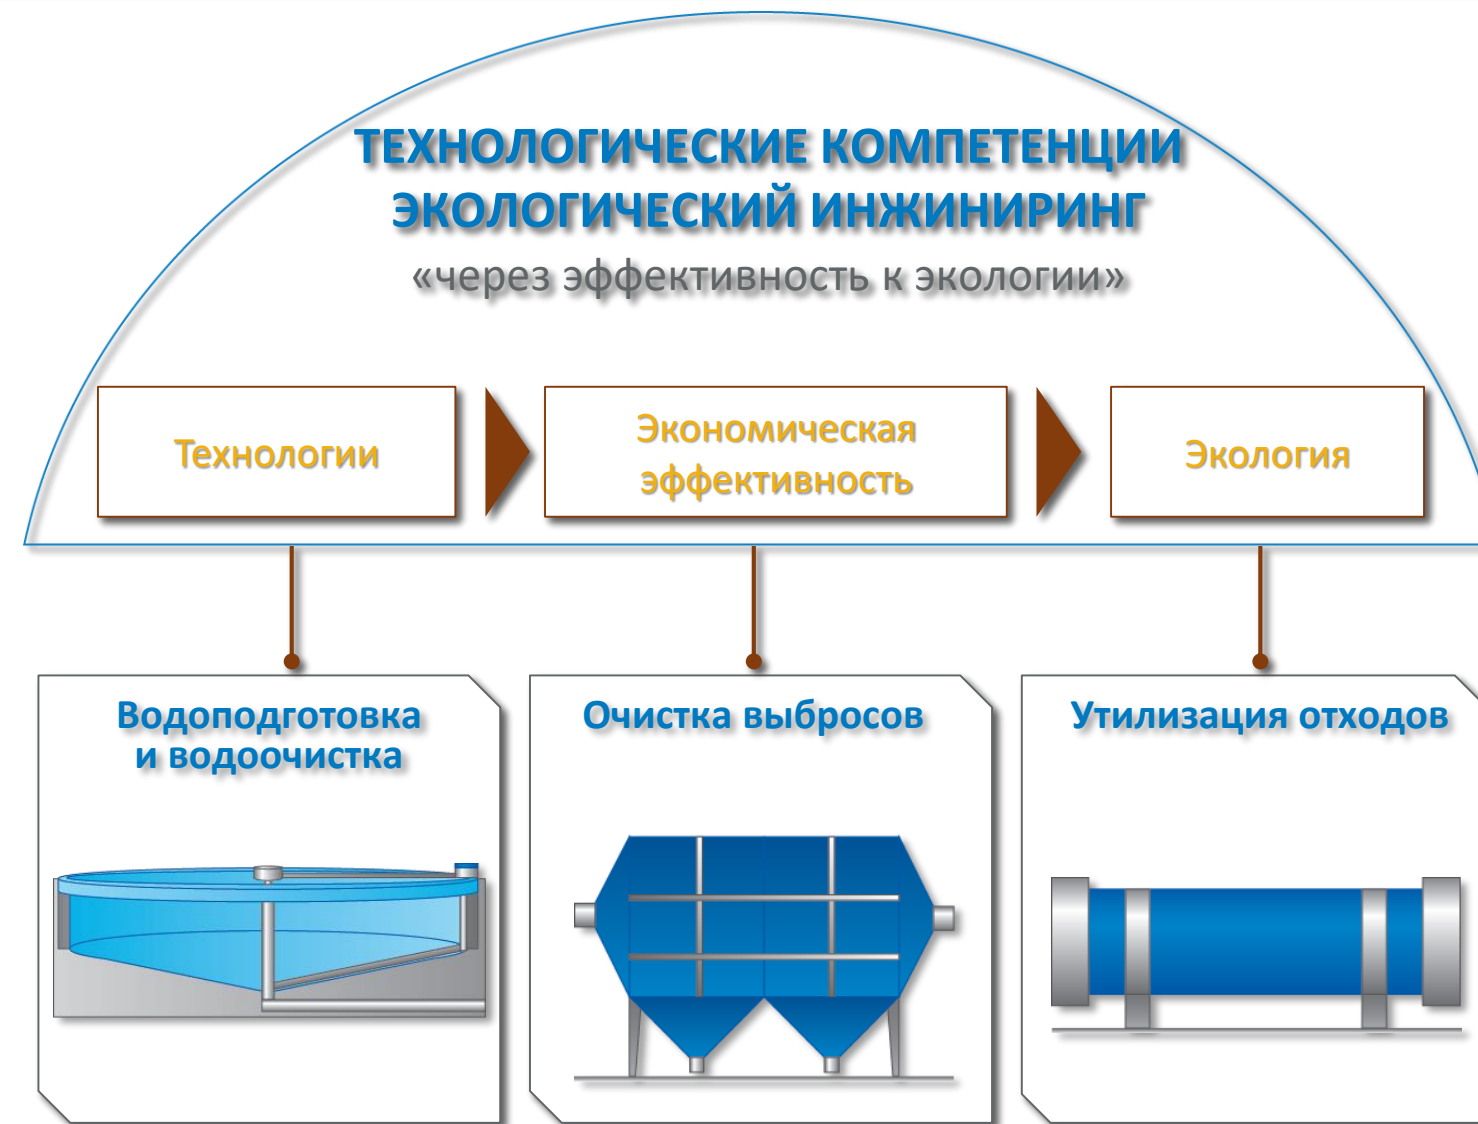 ТЕХНОЛОГИЧЕСКИЕ КОМПЕТЕНЦИИ
ЭКОЛОГИЧЕСКИЙ ИНЖИНИРИНГ
«через эффективность к экологии»
Технологии
Экономическая
эффективность
Экология
Водоподготовка
и водоочистка
Очистка выбросов
Утилизация отходов